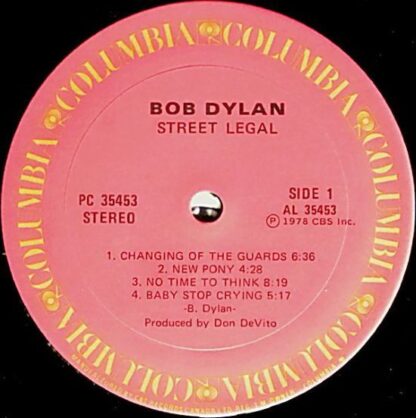 COLUMBIA COLUMBIA COLUMBIA COLUMBIA COLUMBIA COLUMBIA
BOB DYLAN
STREET LEGAL
PC 35453
STEREO
SIDE 1
AL 35453
Ⓟ 1978 CBS Inc.
1. CHANGING OF THE GUARDS 6:36
2. NEW PONY 4:28
3. NO TIME TO THINK 8:19
4. BABY STOP CRYING 5:17
-B. Dylan-
Produced by Don DeVito